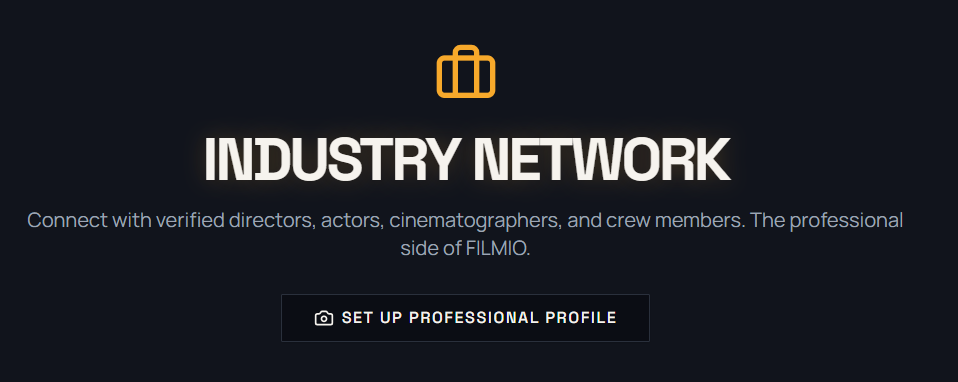 INDUSTRY NETWORK
Connect with verified directors, actors, cinematographers, and crew members. The professional
side of FILMIO.
SET UP PROFESSIONAL PROFILE